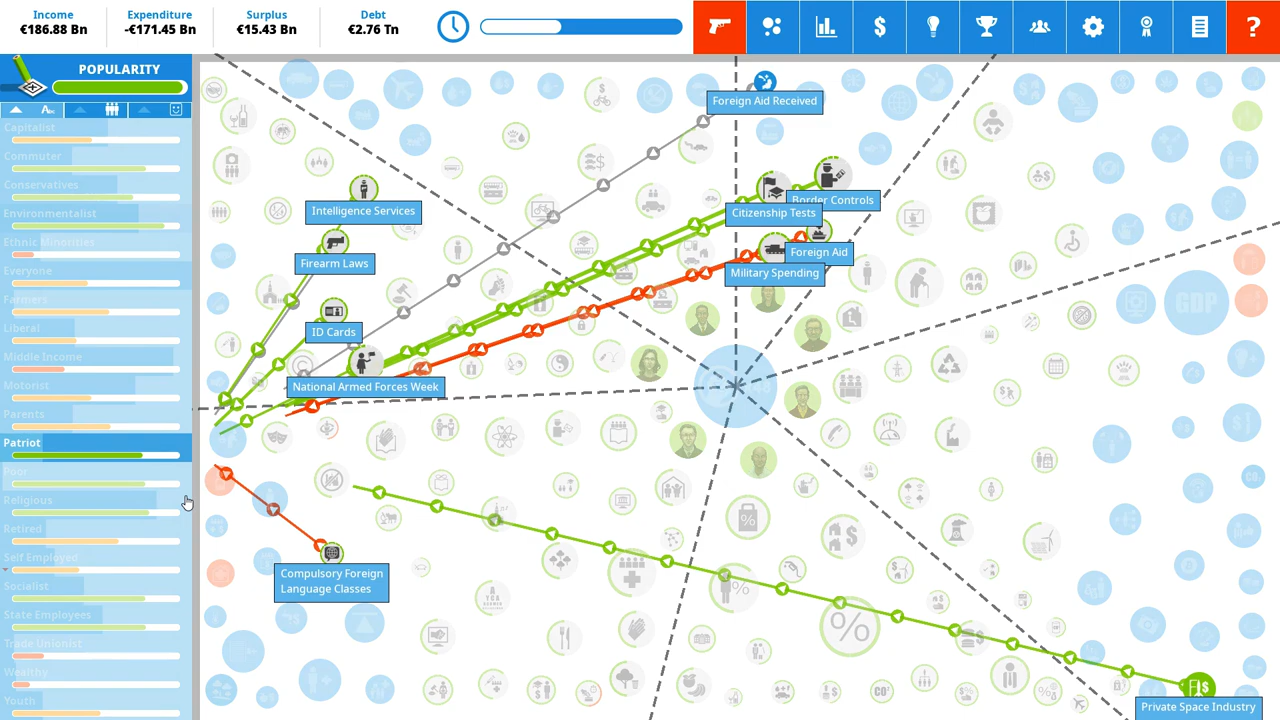 Income
€186.88 Bn
Expenditure
-€171.45 Bn
Surplus
€15.43 Bn
Debt
€2.76 Tn
?
POPULARITY
Capitalist
Commuter
Conservatives
Environmentalist
Ethnic Minorities
Everyone
Farmers
Liberal
Middle Income
Motorist
Parents
Patriot
Poor
Religious
Retired
Self Employed
Socialist
State Employees
Trade Unionist
Wealthy
Youth
Foreign Aid Received
Intelligence Services
Border Controls
Citizenship Tests
Firearm Laws
Foreign Aid
Military Spending
GDP
ID Cards
National Armed Forces Week
Compulsory Foreign
Language Classes
Private Space Industry